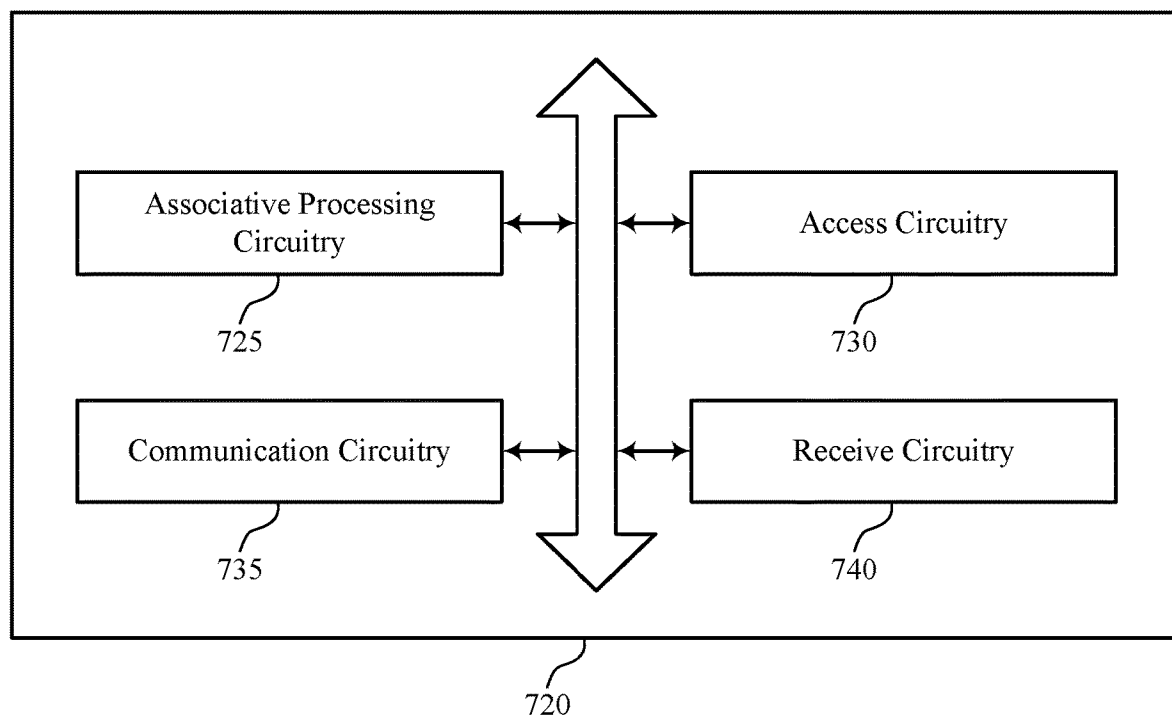 Associative Processing
Circuitry
Access Circuitry
725
730
Communication Circuitry
Receive Circuitry
735
740
720